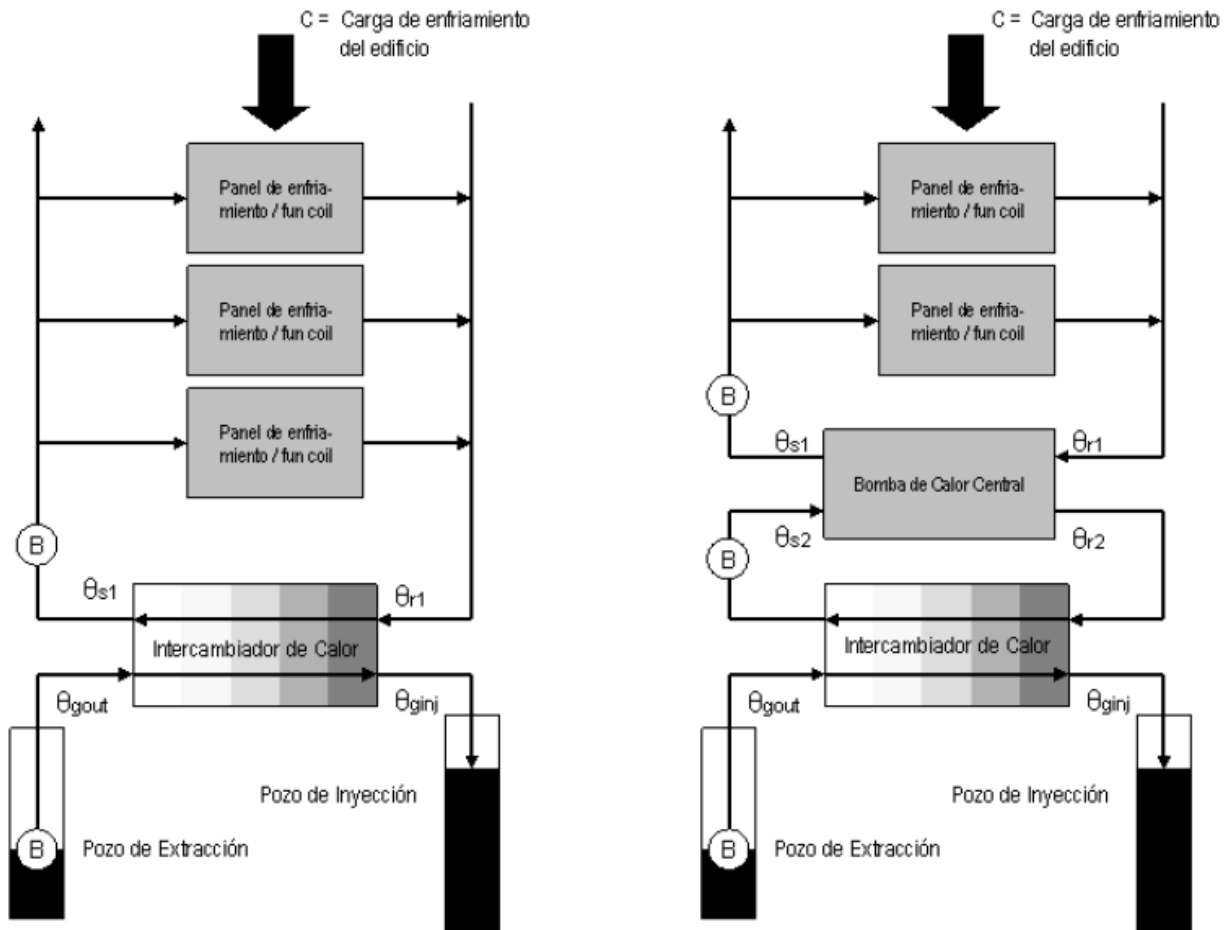 C = Carga de enfriamiento
del edificio
Panel de enfria-
miento / fun coil
Panel de enfria-
miento / fun coil
Panel de enfria-
miento / fun coil
B
θs1
θr1
Intercambiador de Calor
θgout
θginj
Pozo de Inyección
B
Pozo de Extracción
C = Carga de enfriamiento
del edificio
Panel de enfria-
miento / fun coil
Panel de enfria-
miento / fun coil
B
θs1
θr1
Bomba de Calor Central
B
θs2
θr2
Intercambiador de Calor
θgout
θginj
Pozo de Inyección
B
Pozo de Extracción